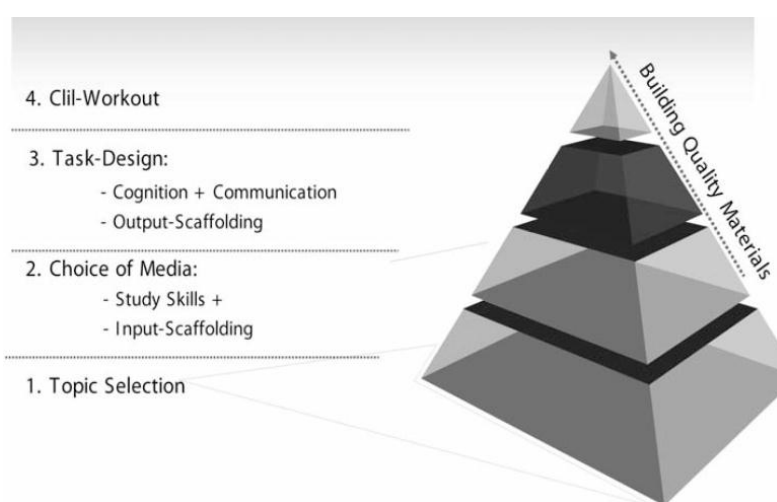 4. Clil-Workout
3. Task-Design:
- Cognition + Communication
- Output-Scaffolding
2. Choice of Media:
- Study Skills +
- Input-Scaffolding
1. Topic Selection
Building Quality Materials